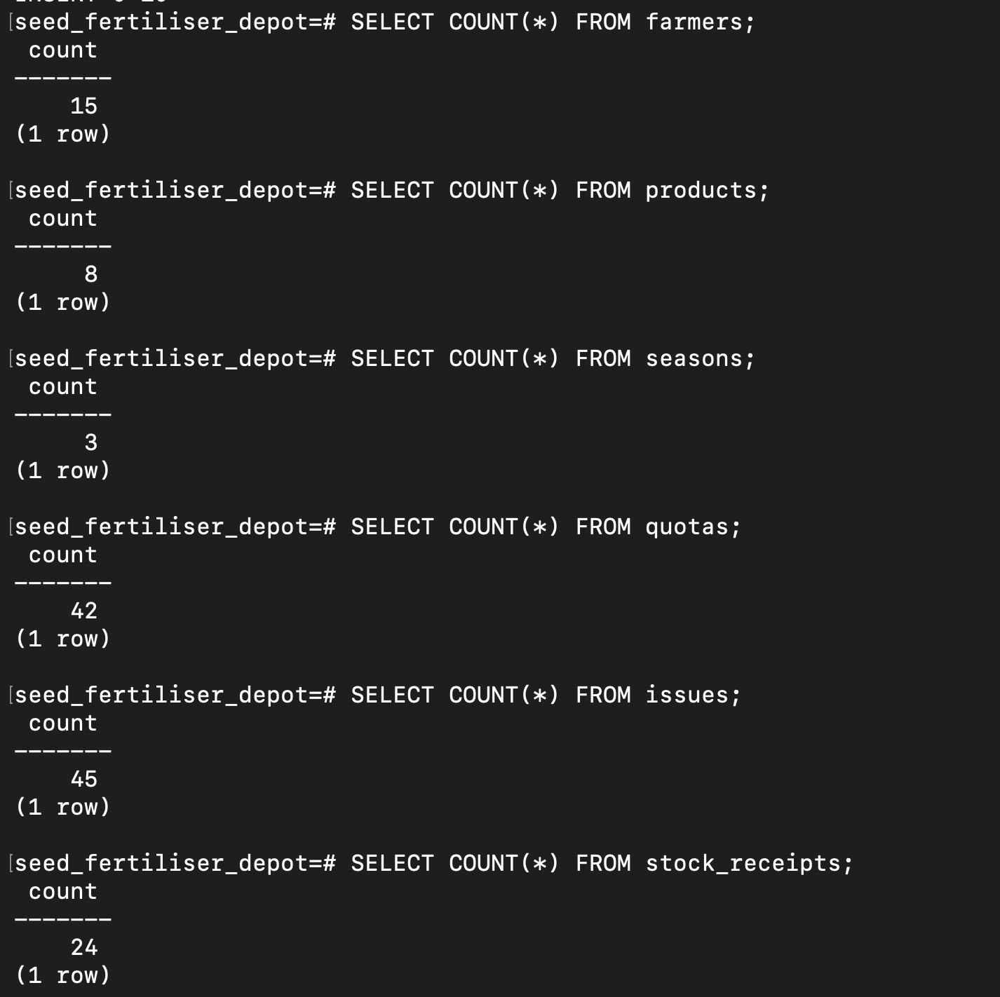 seed_fertiliser_depot=# SELECT COUNT(*) FROM farmers;
count
-------
15
(1 row)
seed_fertiliser_depot=# SELECT COUNT(*) FROM products;
count
-------
8
(1 row)
seed_fertiliser_depot=# SELECT COUNT(*) FROM seasons;
count
-------
3
(1 row)
seed_fertiliser_depot=# SELECT COUNT(*) FROM quotas;
count
-------
42
(1 row)
seed_fertiliser_depot=# SELECT COUNT(*) FROM issues;
count
-------
45
(1 row)
seed_fertiliser_depot=# SELECT COUNT(*) FROM stock_receipts;
count
-------
24
(1 row)